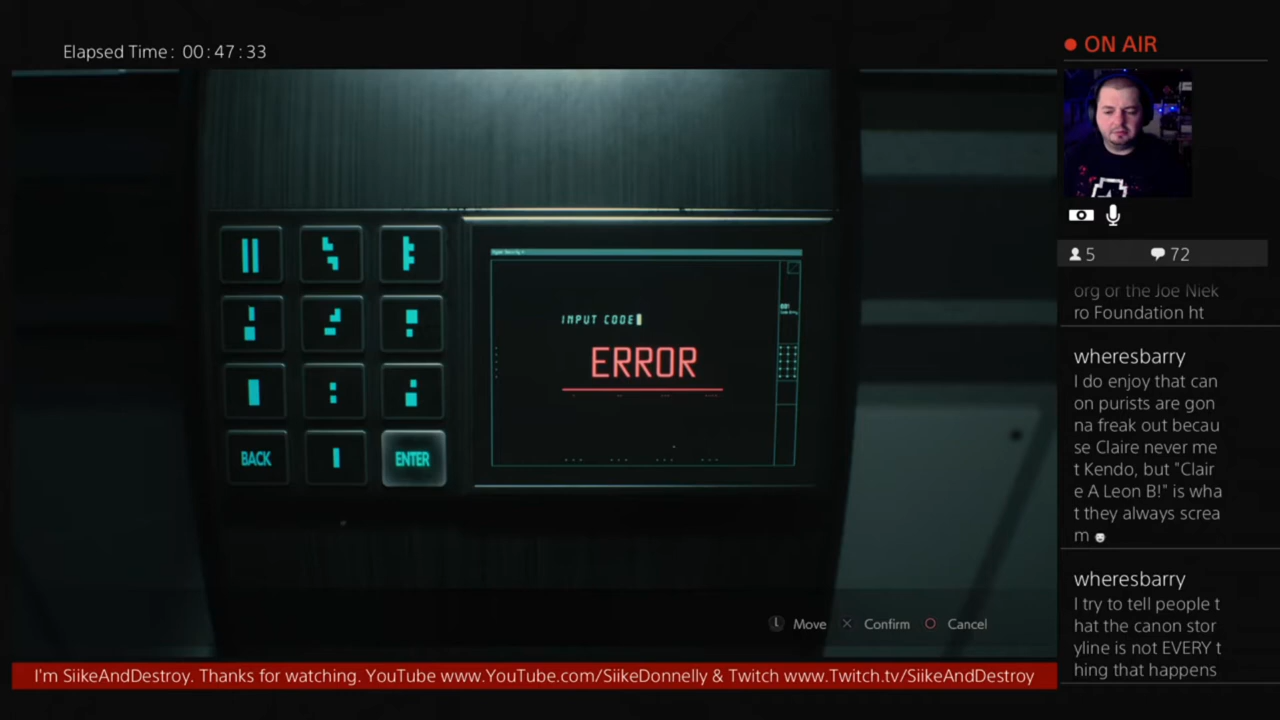 Elapsed Time: 00:47:33
ON AIR
5
72
org or the Joe Niek
ro Foundation ht
wheresbarry
I do enjoy that can
on purists are gon
na freak out becau
se Claire never me
t Kendo, but "Clair
e A Leon B!" is wha
t they always screa
m
wheresbarry
I try to tell people t
hat the canon stor
yline is not EVERY t
hing that happens
INPUT CODE
ERROR
BACK
ENTER
Move
Confirm
Cancel
I'm SiikeAndDestroy. Thanks for watching. YouTube www.YouTube.com/SiikeDonnelly & Twitch www.Twitch.tv/SiikeAndDestroy